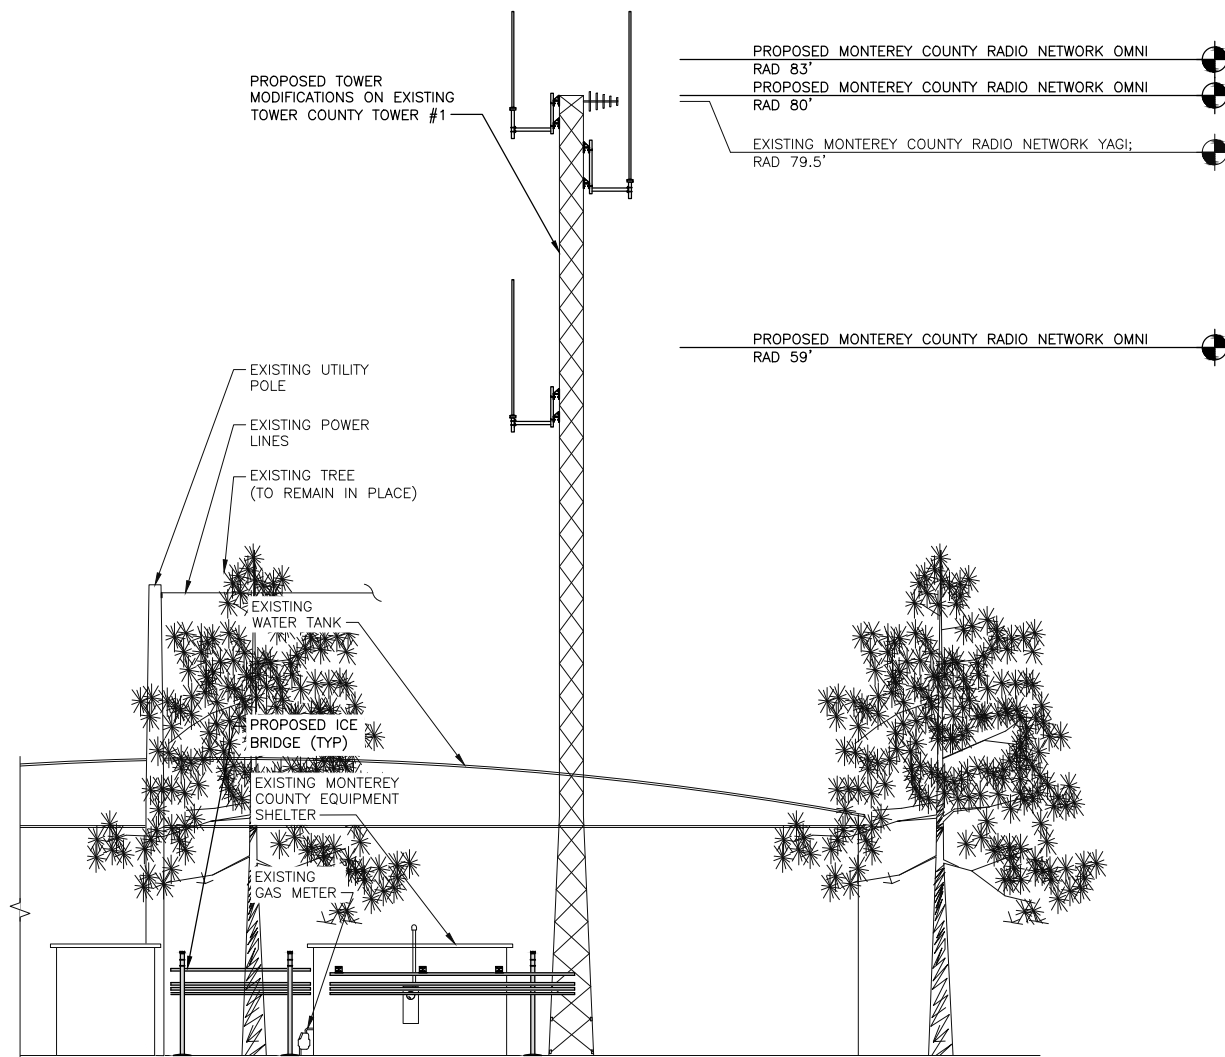 PROPOSED MONTEREY COUNTY RADIO NETWORK OMNI
RAD 83'
PROPOSED MONTEREY COUNTY RADIO NETWORK OMNI
RAD 80'
EXISTING MONTEREY COUNTY RADIO NETWORK YAGI;
RAD 79.5'
PROPOSED TOWER
MODIFICATIONS ON EXISTING
TOWER COUNTY TOWER #1
PROPOSED MONTEREY COUNTY RADIO NETWORK OMNI
RAD 59'
EXISTING UTILITY
POLE
EXISTING POWER
LINES
EXISTING TREE
(TO REMAIN IN PLACE)
EXISTING
WATER TANK
PROPOSED ICE
BRIDGE (TYP)
EXISTING MONTEREY
COUNTY EQUIPMENT
SHELTER
EXISTING
GAS METER